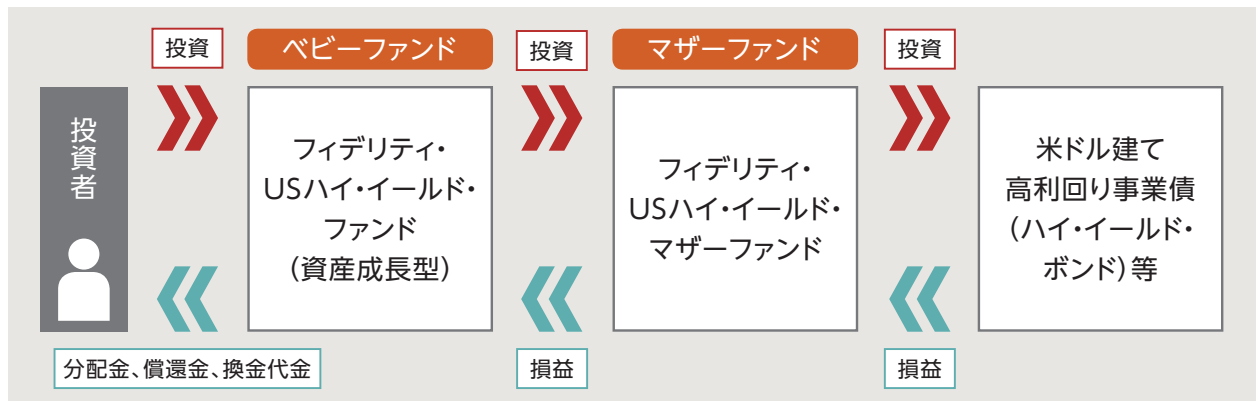 投資
ベビーファンド
投資
マザーファンド
投資
投資者
フィデリティ・
USハイ・イールド・
ファンド
(資産成長型)
フィデリティ・
USハイ・イールド・
マザーファンド
米ドル建て
高利回り事業債
(ハイ・イールド・
ボンド)等
分配金、償還金、換金代金
損益
損益